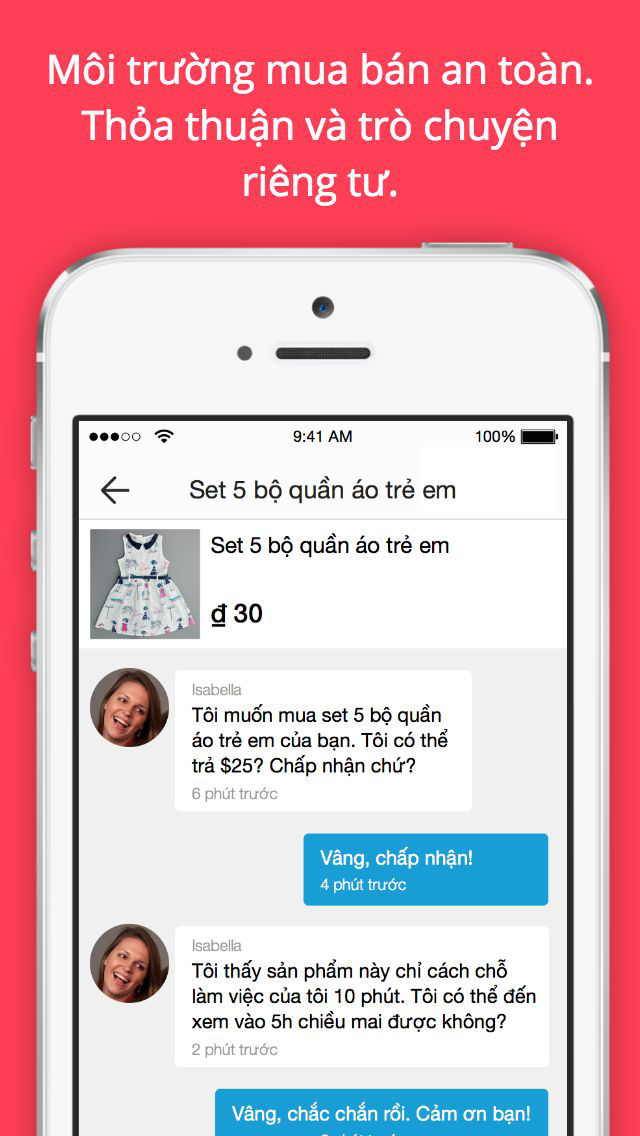 Môi trường mua bán an toàn.
Thỏa thuận và trò chuyện
riêng tư.
9:41 AM
100%
Set 5 bộ quần áo trẻ em
Set 5 bộ quần áo trẻ em
₫ 30
Isabella
Tôi muốn mua set 5 bộ quần
áo trẻ em của bạn. Tôi có thể
trả $25? Chấp nhận chứ?
6 phút trước
Vâng, chấp nhận!
4 phút trước
Isabella
Tôi thấy sản phẩm này chỉ cách chỗ
làm việc của tôi 10 phút. Tôi có thể đến
xem vào 5h chiều mai được không?
2 phút trước
Vâng, chắc chắn rồi. Cảm ơn bạn!